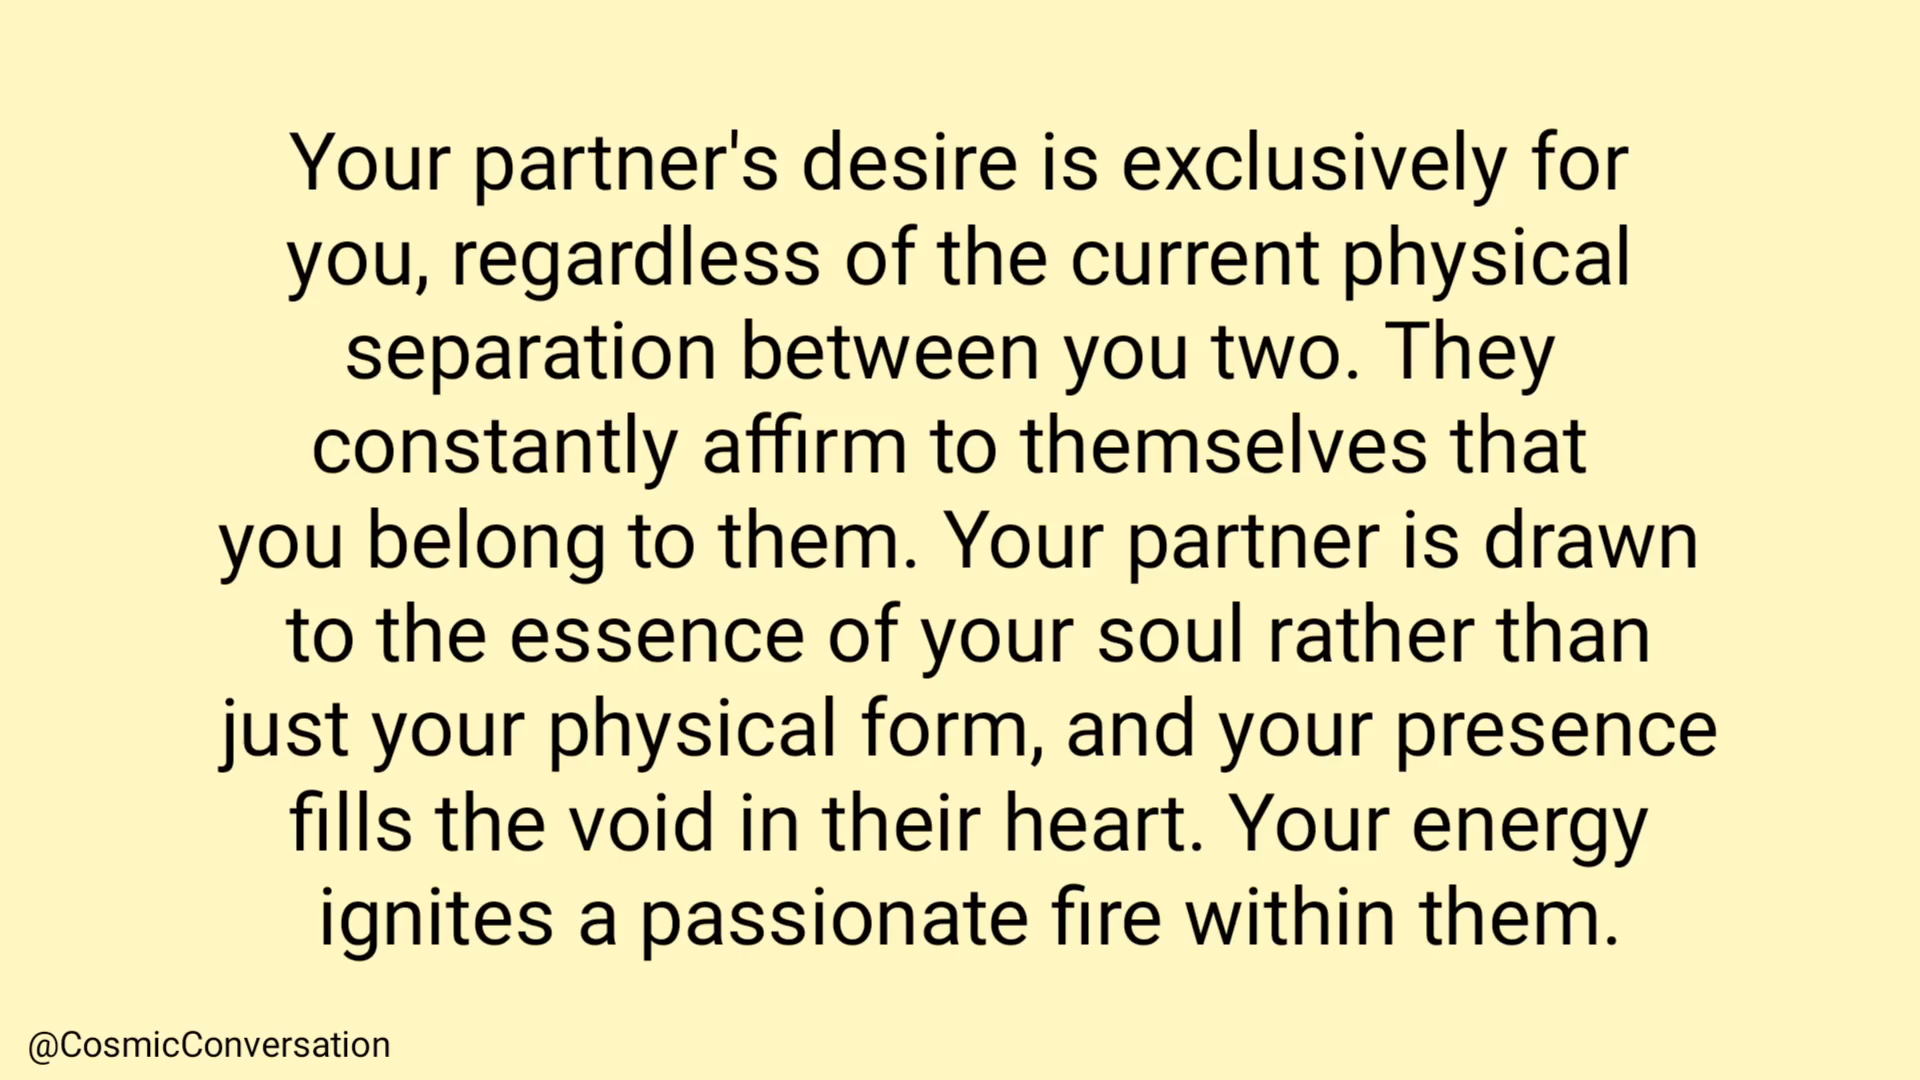 Your partner's desire is exclusively for
you, regardless of the current physical
separation between you two. They
constantly affirm to themselves that
you belong to them. Your partner is drawn
to the essence of your soul rather than
just your physical form, and your presence
fills the void in their heart. Your energy
ignites a passionate fire within them.
@CosmicConversation